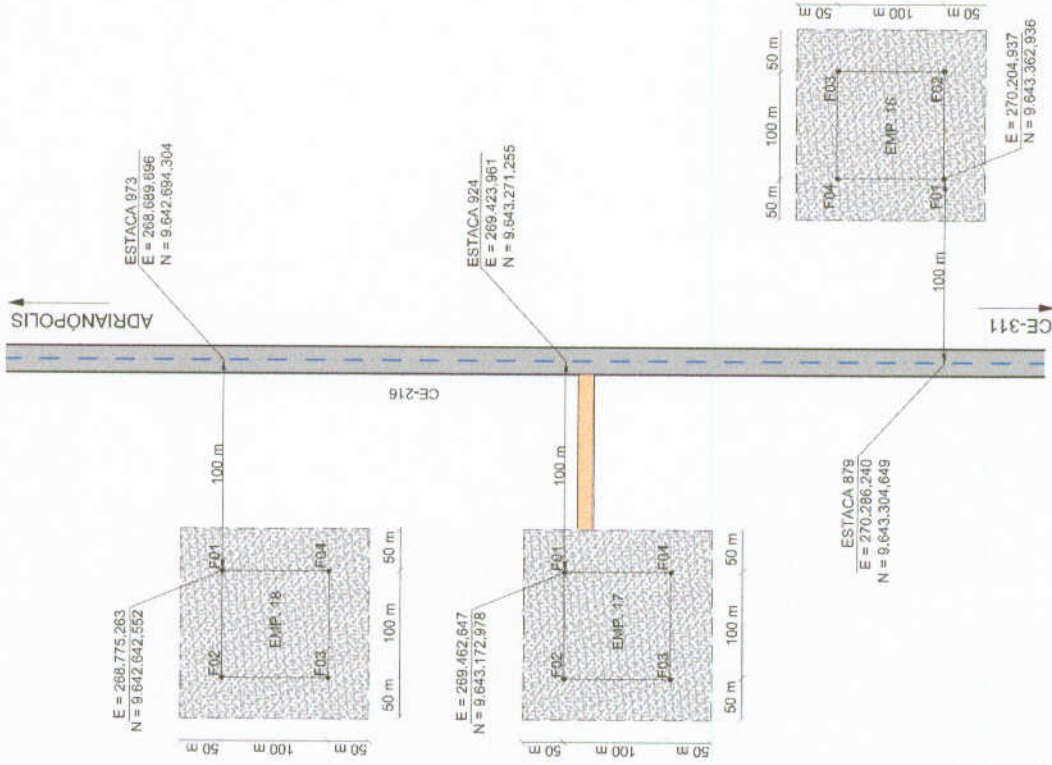 ADRIANÓPOLIS
ESTACA 973
E = 268.689,696
N = 9.642.694,304
E = 268.775,263
N = 9.642.642,552
100 m
CE-216
F02
F01
EMP. 18
F03
F04
50 m
100 m
50 m
50 m
100 m
50 m
ESTACA 924
E = 269.423,961
N = 9.643.271,255
E = 269.462,647
N = 9.643.172,978
100 m
F02
F01
EMP. 17
F03
F04
50 m
100 m
50 m
50 m
100 m
50 m
50 m
100 m
50 m
50 m
100 m
50 m
F04
F03
EMP. 16
F01
F02
100 m
E = 270.204,937
N = 9.643.362,936
ESTACA 879
E = 270.286,240
N = 9.643.304,649
CE-311